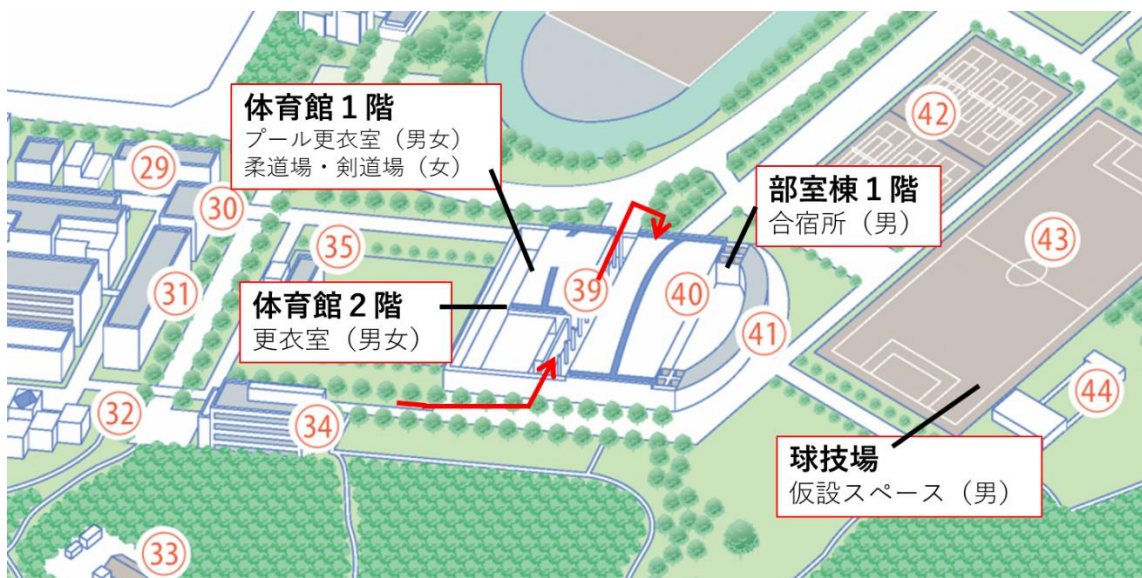 体育館１階
プール更衣室（男女）
柔道場・剣道場（女）
42
29
部室棟１階
合宿所（男）
30
43
35
体育館２階
更衣室（男女）
39
40
31
41
44
32
34
球技場
仮設スペース（男）
33